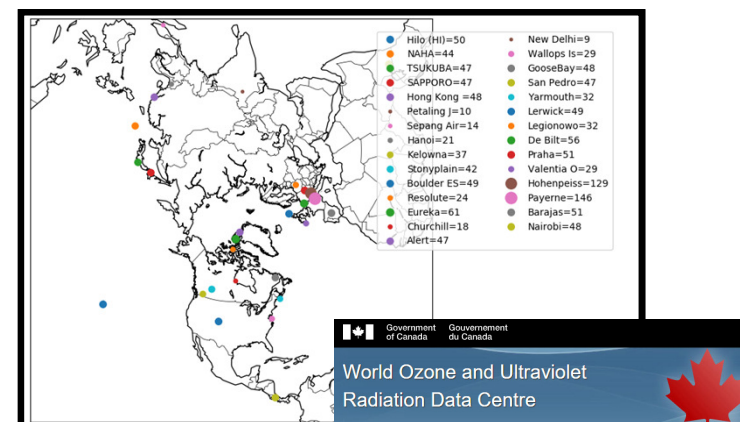 Hilo (HI)=50
NAHA=44
TSUKUBA=47
SAPPORO=47
Hong Kong =48
Petaling J=10
Sepang Air=14
Hanoi=21
Kelowna=37
Stonyplain=42
Boulder ES=49
Resolute=24
Eureka=61
Churchill=18
Alert=47
New Delhi=9
Wallops Is=29
GooseBay=48
San Pedro=47
Yarmouth=32
Lerwick=49
Legionowo=32
De Bilt=56
Praha=51
Valentia O=29
Hohenpeiss=129
Payerne=146
Barajas=51
Nairobi=48
Government
of Canada
Gouvernement
du Canada
World Ozone and Ultraviolet
Radiation Data Centre